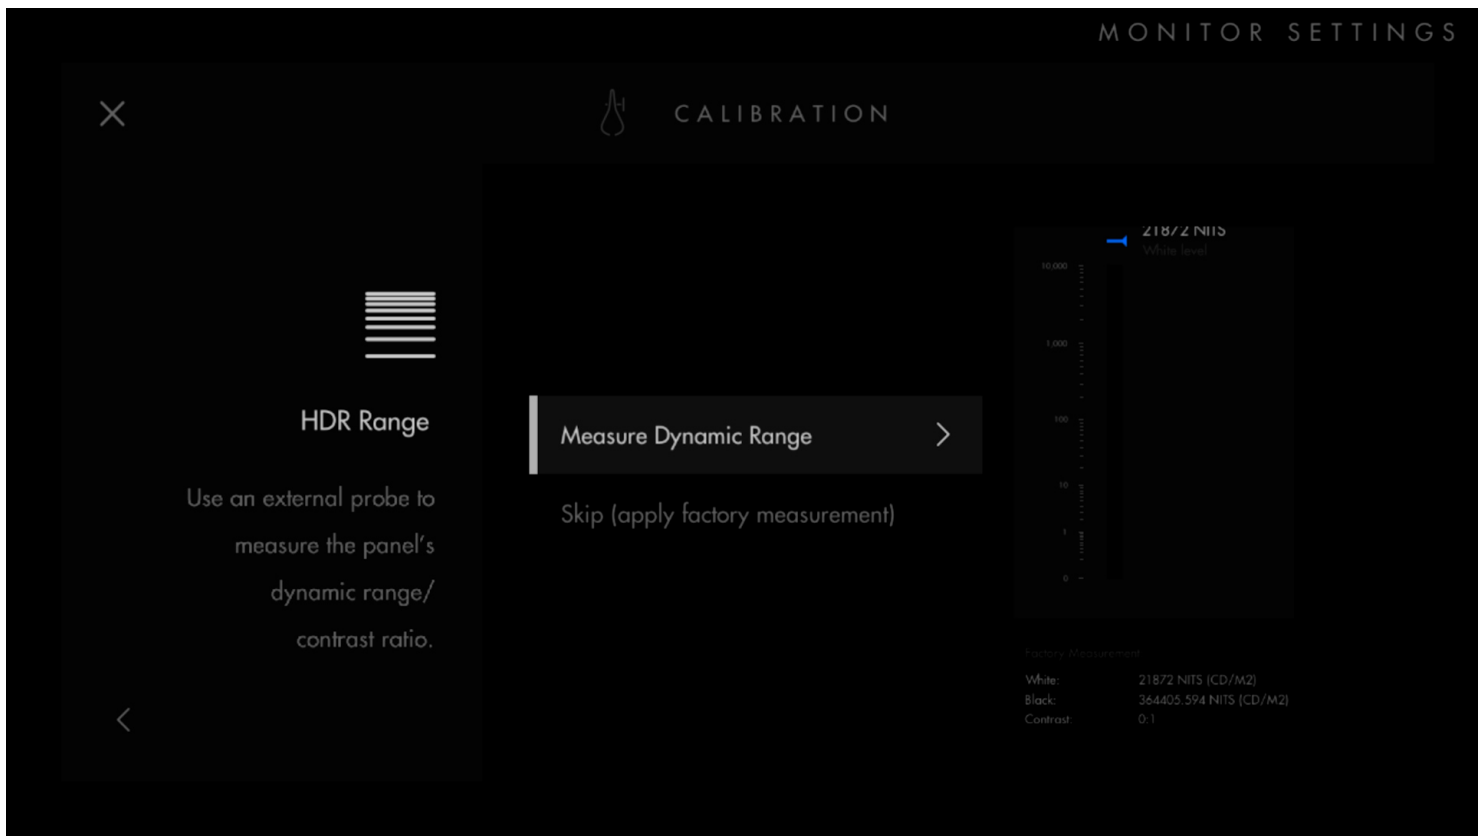 MONITOR SETTINGS
CALIBRATION
HDR Range
Use an external probe to
measure the panel's
dynamic range/
contrast ratio.
Measure Dynamic Range
Skip (apply factory measurement)
21872 NITS
White level
10,000
1,000
100
10
1
0
Factory Measurement
White: 21872 NITS (CD/M2)
Black: 364405.594 NITS (CD/M2)
Contrast: 0:1